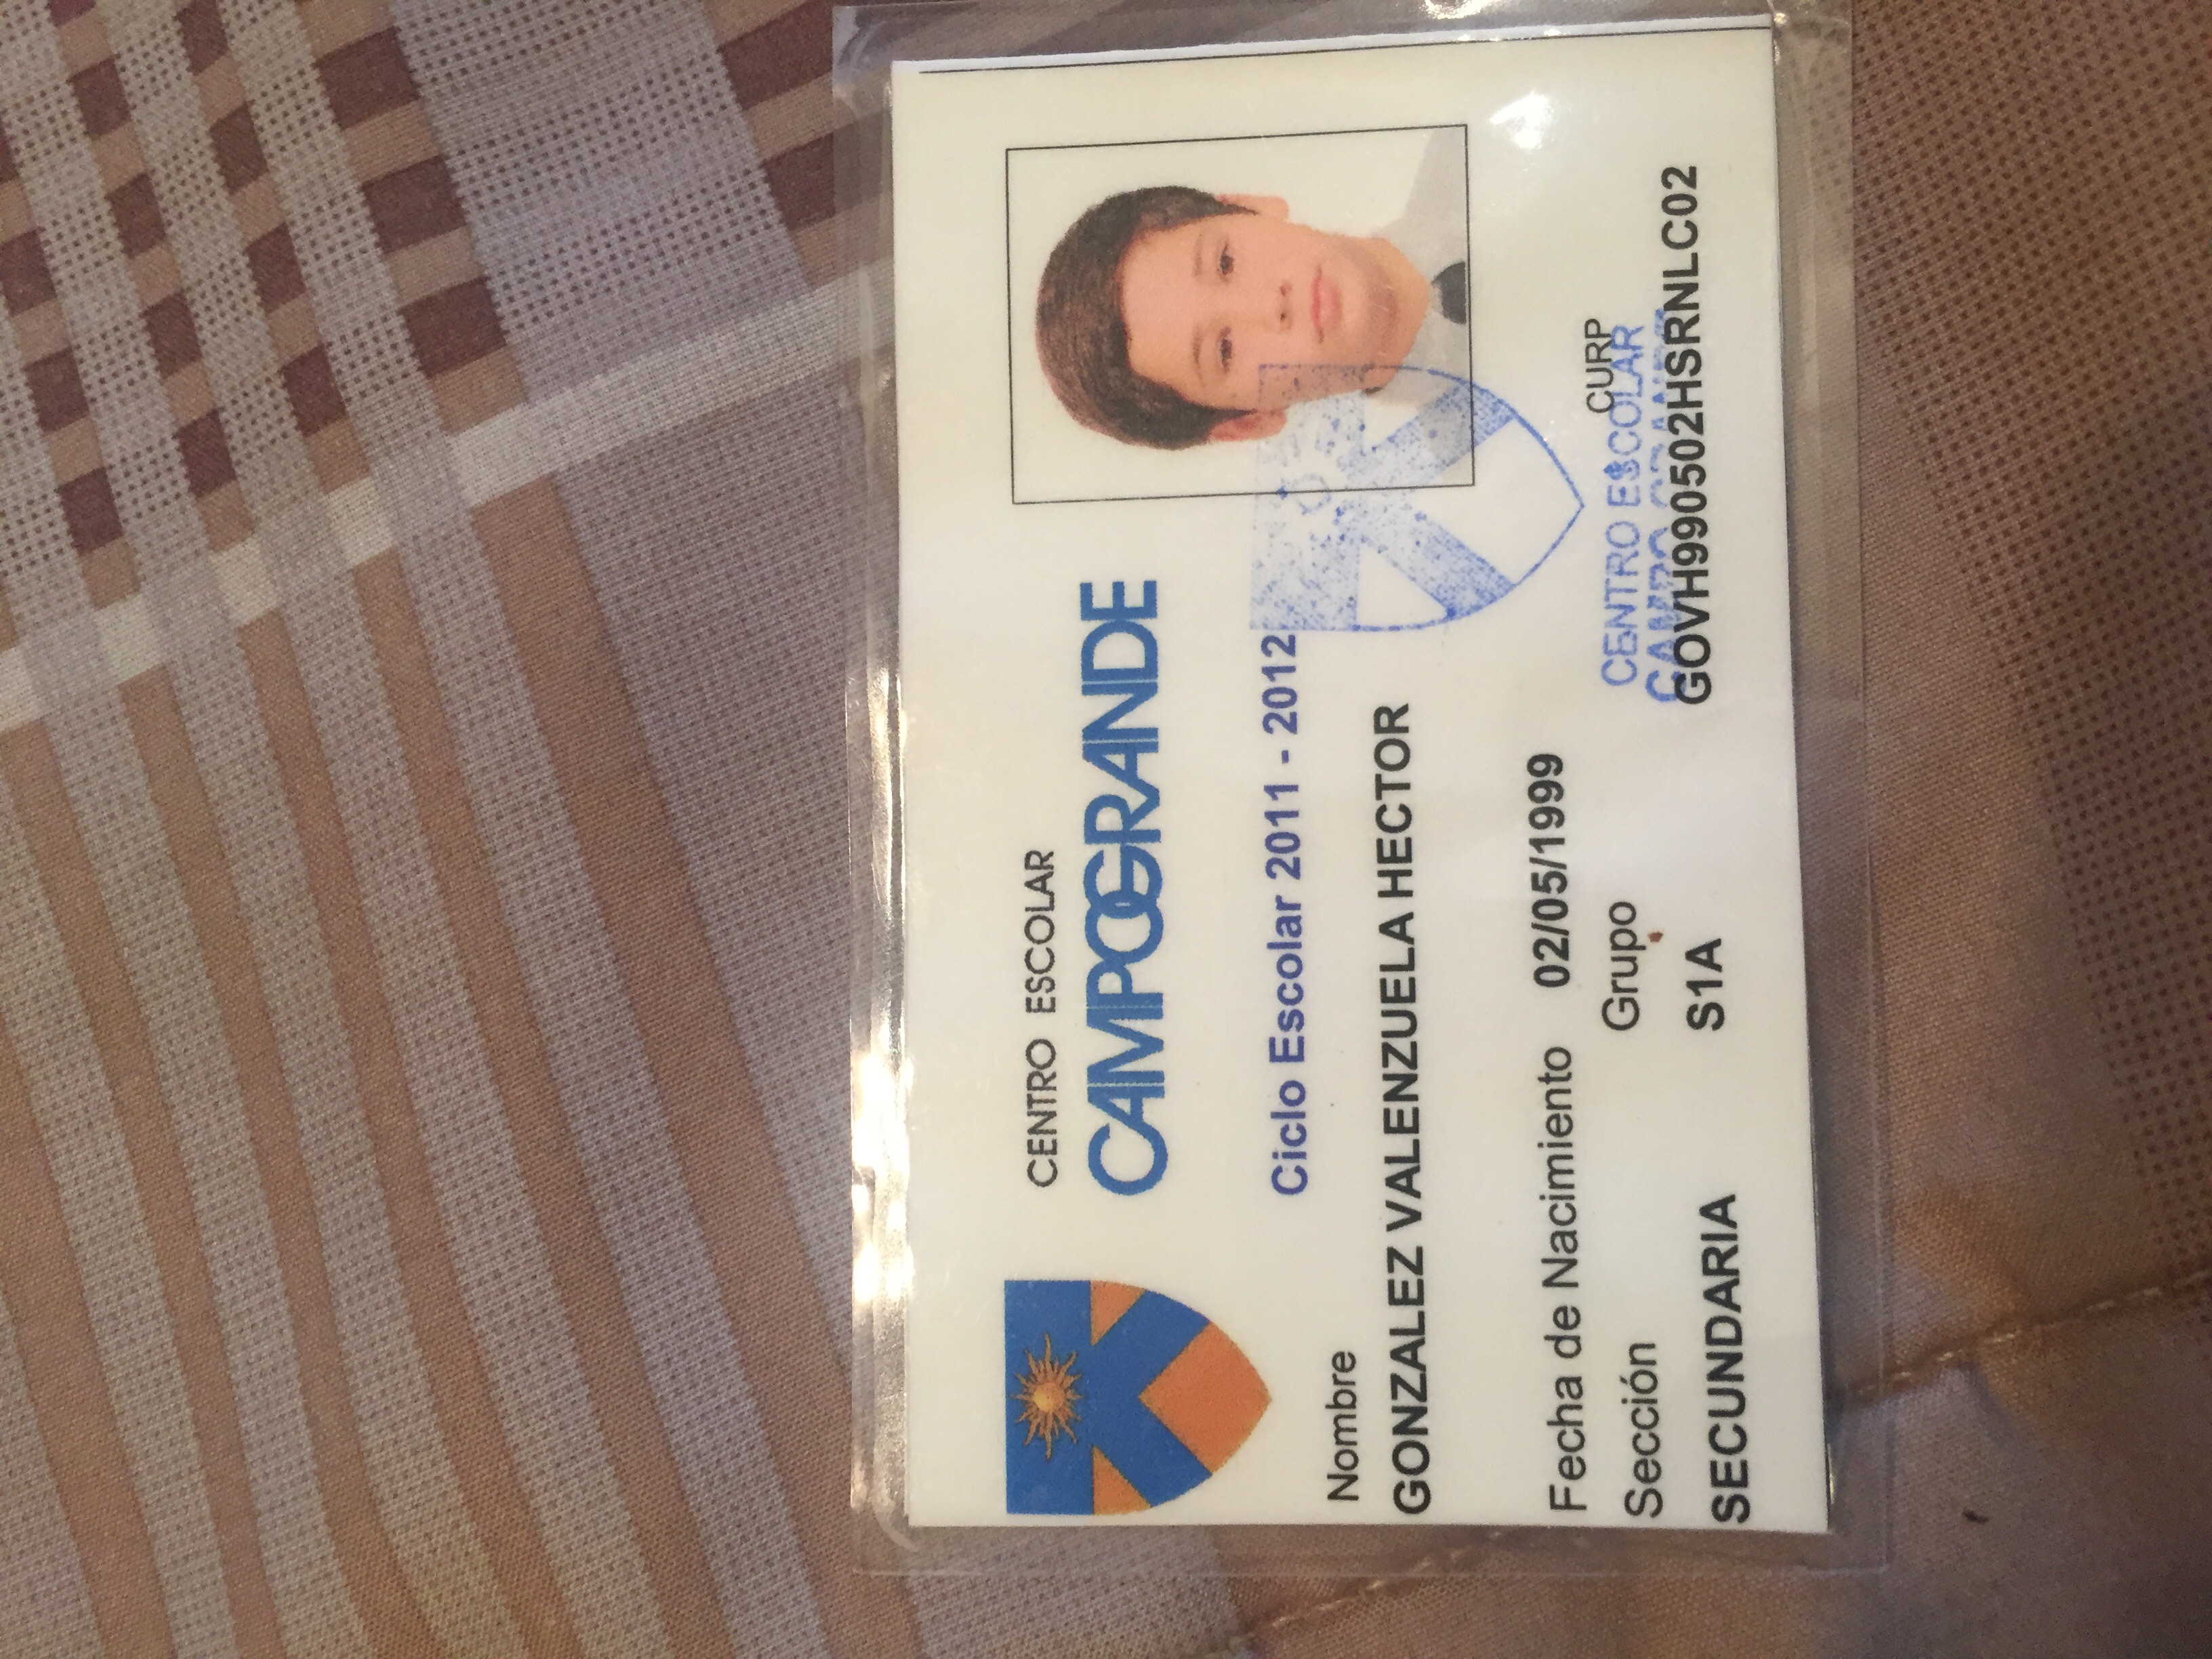 CENTRO ESCOLAR
CAMPOGRANDE
Ciclo Escolar 2011 - 2012
Nombre
GONZALEZ VALENZUELA HECTOR
Fecha de Nacimiento 02/05/1999
Sección Grupo CURP
CENTRO ESCOLAR
CAMPO GRANDE
SECUNDARIA S1A GOVH990502HSRNLC02